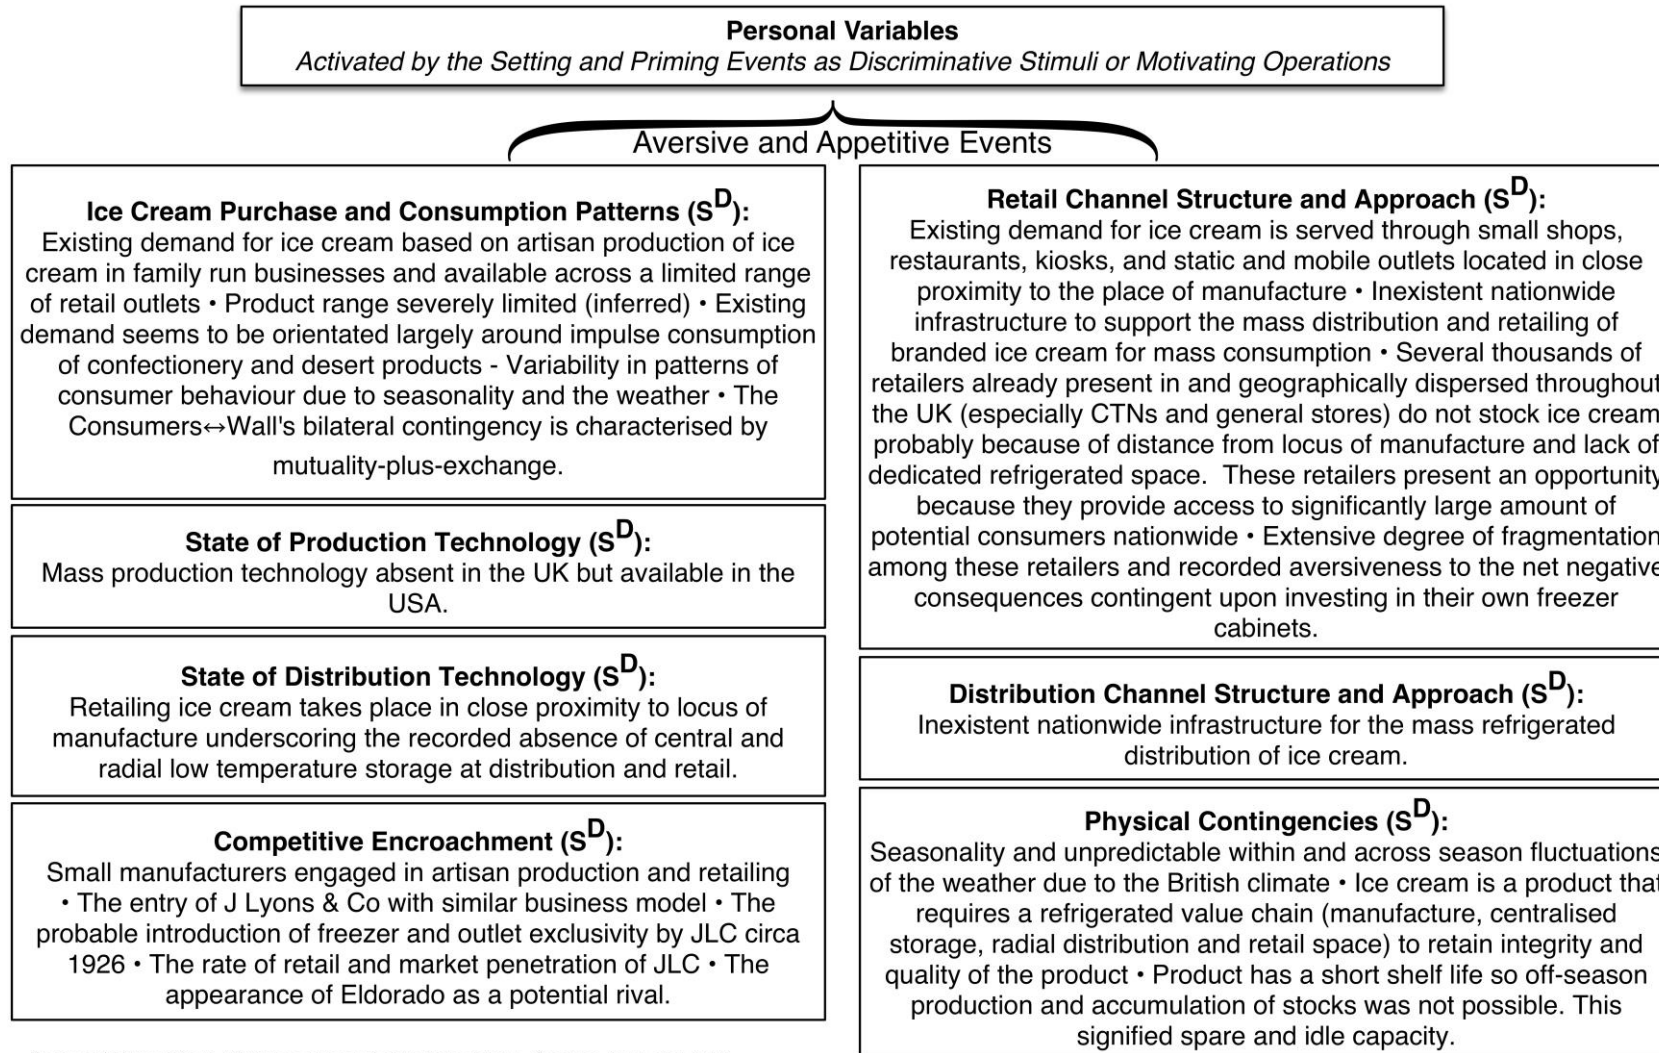 Personal Variables
Activated by the Setting and Priming Events as Discriminative Stimuli or Motivating Operations
Aversive and Appetitive Events
Ice Cream Purchase and Consumption Patterns (S^D):
Existing demand for ice cream based on artisan production of ice
cream in family run businesses and available across a limited range
of retail outlets • Product range severely limited (inferred) • Existing
demand seems to be orientated largely around impulse consumption
of confectionery and desert products - Variability in patterns of
consumer behaviour due to seasonality and the weather • The
Consumers↔Wall's bilateral contingency is characterised by
mutuality-plus-exchange.
State of Production Technology (S^D):
Mass production technology absent in the UK but available in the
USA.
State of Distribution Technology (S^D):
Retailing ice cream takes place in close proximity to locus of
manufacture underscoring the recorded absence of central and
radial low temperature storage at distribution and retail.
Competitive Encroachment (S^D):
Small manufacturers engaged in artisan production and retailing
• The entry of J Lyons & Co with similar business model • The
probable introduction of freezer and outlet exclusivity by JLC circa
1926 • The rate of retail and market penetration of JLC • The
appearance of Eldorado as a potential rival.
Retail Channel Structure and Approach (S^D):
Existing demand for ice cream is served through small shops,
restaurants, kiosks, and static and mobile outlets located in close
proximity to the place of manufacture • Inexistent nationwide
infrastructure to support the mass distribution and retailing of
branded ice cream for mass consumption • Several thousands of
retailers already present in and geographically dispersed throughout
the UK (especially CTNs and general stores) do not stock ice cream
probably because of distance from locus of manufacture and lack of
dedicated refrigerated space. These retailers present an opportunity
because they provide access to significantly large amount of
potential consumers nationwide • Extensive degree of fragmentation
among these retailers and recorded aversiveness to the net negative
consequences contingent upon investing in their own freezer
cabinets.
Distribution Channel Structure and Approach (S^D):
Inexistent nationwide infrastructure for the mass refrigerated
distribution of ice cream.
Physical Contingencies (S^D):
Seasonality and unpredictable within and across season fluctuations
of the weather due to the British climate • Ice cream is a product that
requires a refrigerated value chain (manufacture, centralised
storage, radial distribution and retail space) to retain integrity and
quality of the product • Product has a short shelf life so off-season
production and accumulation of stocks was not possible. This
signified spare and idle capacity.